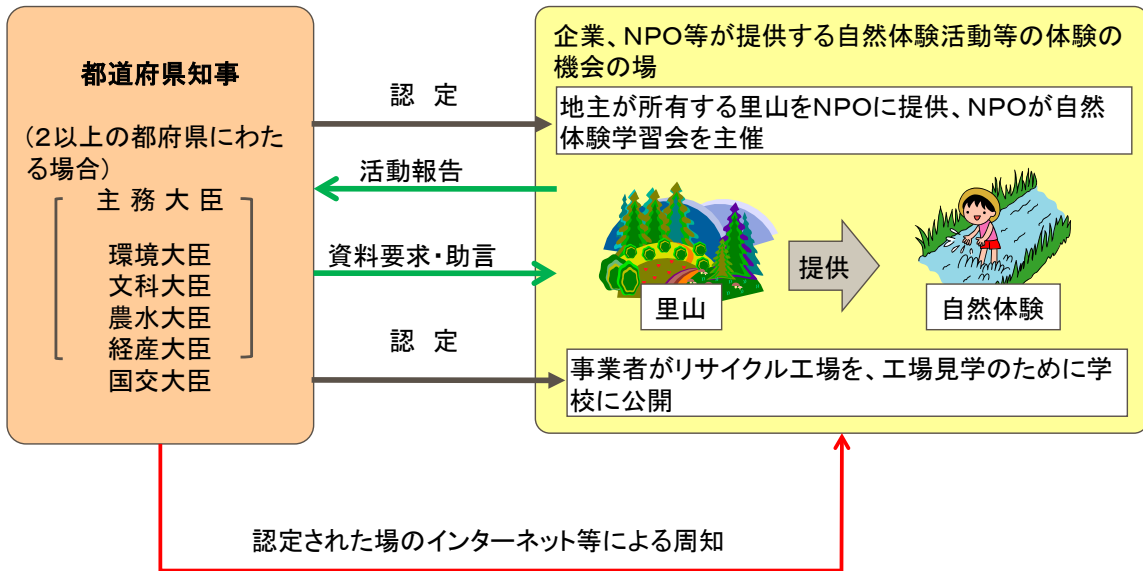 都道府県知事
(２以上の都府県にわた
る場合)
主 務 大 臣
環境大臣
文科大臣
農水大臣
経産大臣
国交大臣
認 定
活動報告
資料要求・助言
認 定
企業、NPO等が提供する自然体験活動等の体験の
機会の場
地主が所有する里山をNPOに提供、NPOが自然
体験学習会を主催
里山
提供
自然体験
事業者がリサイクル工場を、工場見学のために学
校に公開
認定された場のインターネット等による周知